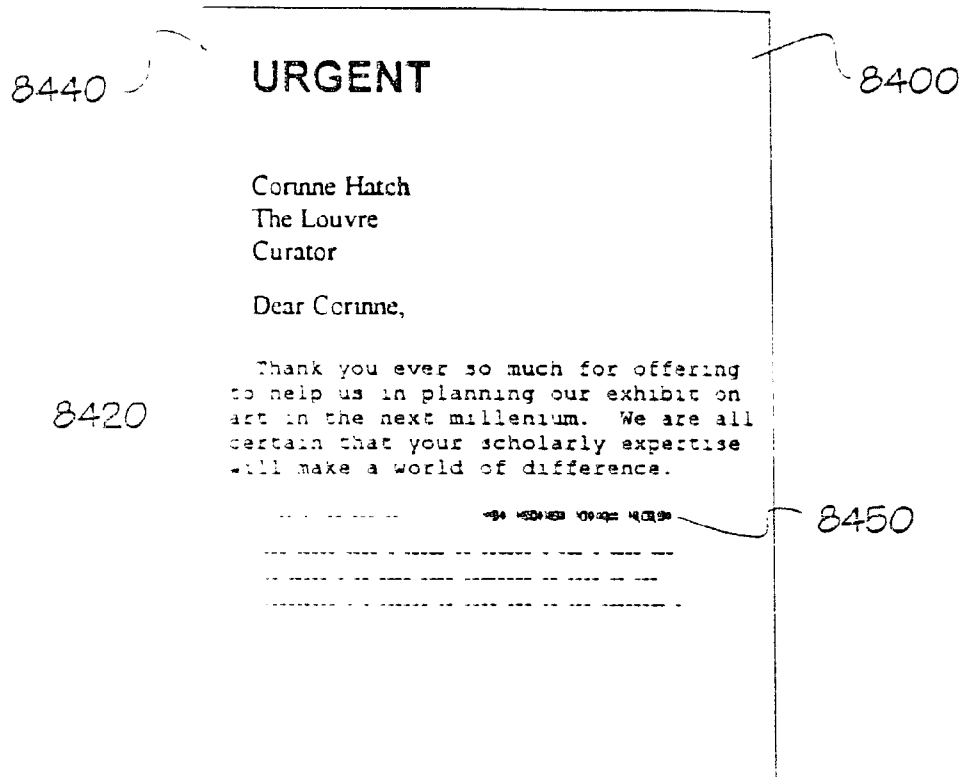 8440
URGENT
8400
Corinne Hatch
The Louvre
Curator
Dear Corinne,
Thank you ever so much for offering
to help us in planning our exhibit on
art in the next millenium. We are all
8420
certain that your scholarly expertise
will make a world of difference.
8450